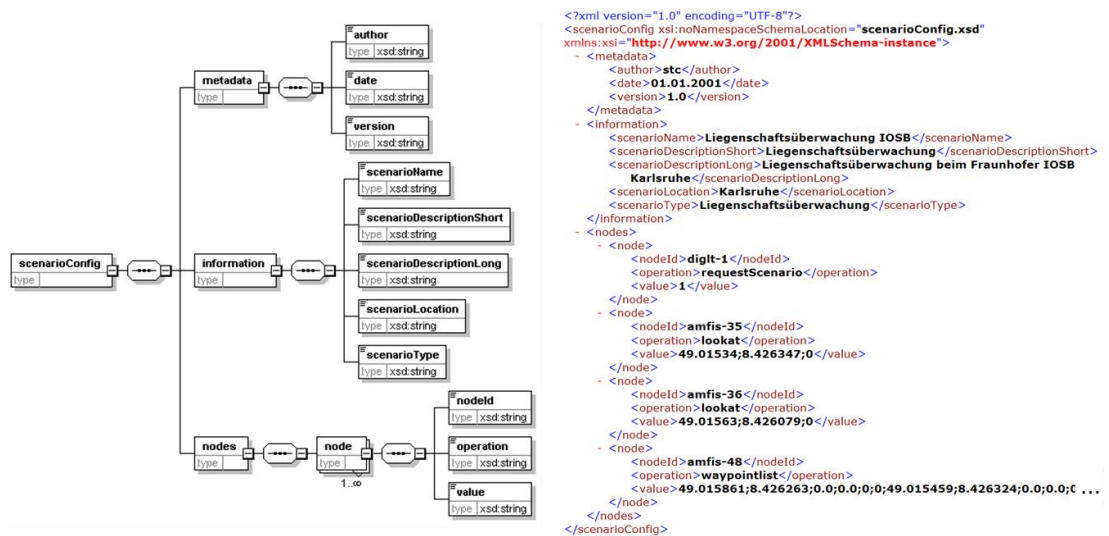 author
type xsd:string
metadata
type
date
type xsd:string
version
type xsd:string
scenarioName
type xsd:string
scenarioDescriptionShort
type xsd:string
scenarioConfig
type
information
type
scenarioDescriptionLong
type xsd:string
scenarioLocation
type xsd:string
scenarioType
type xsd:string
nodeId
type xsd:string
nodes
type
node
type
1..∞
operation
type xsd:string
value
type xsd:string
<?xml version="1.0" encoding="UTF-8"?>
<scenarioConfig xsi:noNamespaceSchemaLocation="scenarioConfig.xsd"
xmlns:xsi="http://www.w3.org/2001/XMLSchema-instance">
- <metadata>
<author>stc</author>
<date>01.01.2001</date>
<version>1.0</version>
</metadata>
- <information>
<scenarioName>Liegenschaftsüberwachung IOSB</scenarioName>
<scenarioDescriptionShort>Liegenschaftsüberwachung</scenarioDescriptionShort>
<scenarioDescriptionLong>Liegenschaftsüberwachung beim Fraunhofer IOSB
Karlsruhe</scenarioDescriptionLong>
<scenarioLocation>Karlsruhe</scenarioLocation>
<scenarioType>Liegenschaftsüberwachung</scenarioType>
</information>
- <nodes>
- <node>
<nodeId>diglt-1</nodeId>
<operation>requestScenario</operation>
<value>1</value>
</node>
- <node>
<nodeId>amfis-35</nodeId>
<operation>lookat</operation>
<value>49.01534;8.426347;0</value>
</node>
- <node>
<nodeId>amfis-36</nodeId>
<operation>lookat</operation>
<value>49.01563;8.426079;0</value>
</node>
- <node>
<nodeId>amfis-48</nodeId>
<operation>waypointlist</operation>
<value>49.015861;8.426263;0.0;0.0;0;0;49.015459;8.426324;0.0;0.0; ...
</node>
</nodes>
</scenarioConfig>